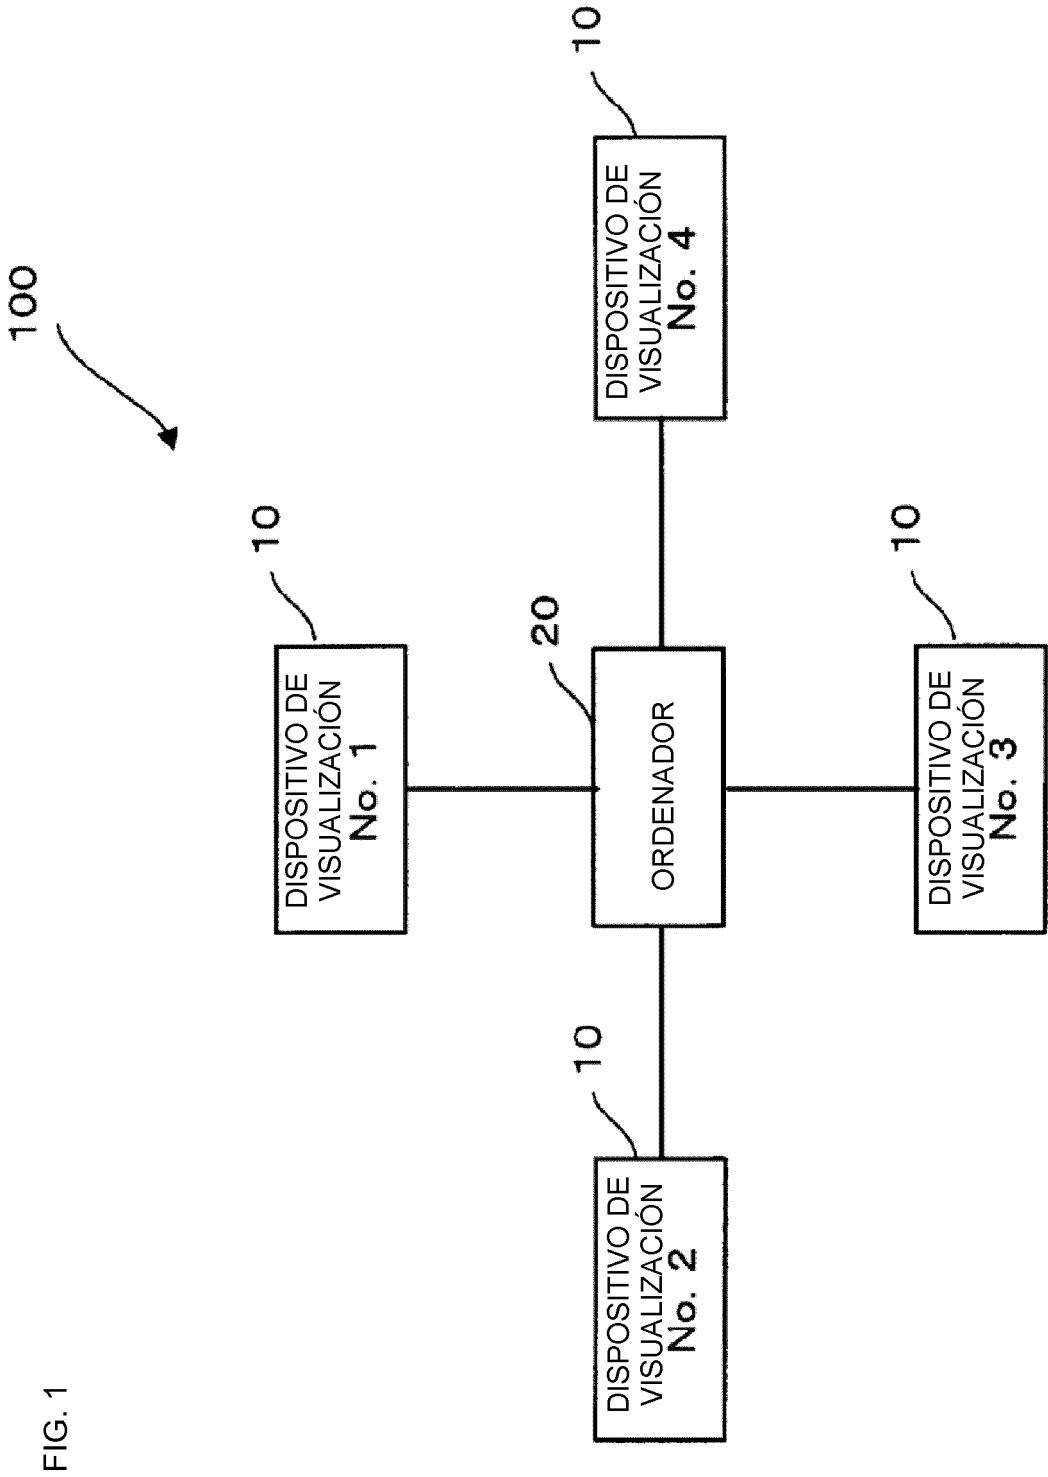 FIG. 1
100
10
DISPOSITIVO DE
VISUALIZACIÓN
No. 1
10
DISPOSITIVO DE
VISUALIZACIÓN
No. 2
20
ORDENADOR
10
DISPOSITIVO DE
VISUALIZACIÓN
No. 4
10
DISPOSITIVO DE
VISUALIZACIÓN
No. 3